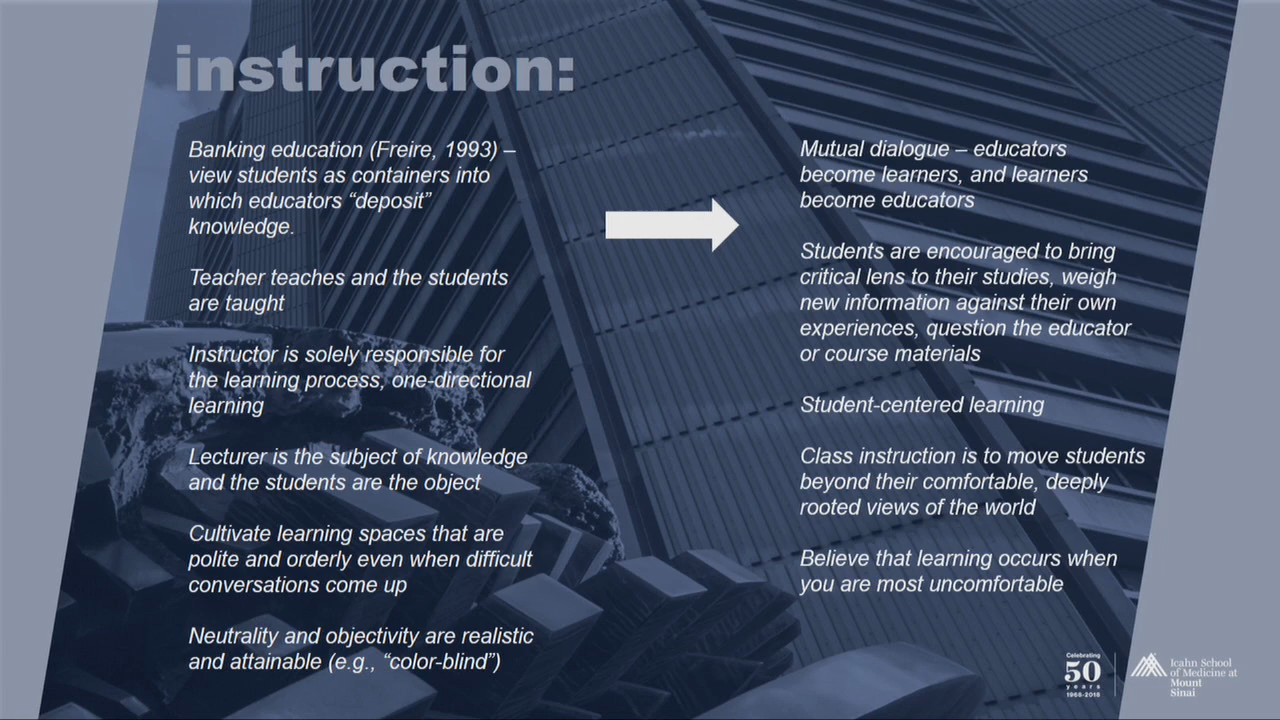 instruction:
Banking education (Freire, 1993) –
view students as containers into
which educators “deposit”
knowledge.
Teacher teaches and the students
are taught
Instructor is solely responsible for
the learning process, one-directional
learning
Lecturer is the subject of knowledge
and the students are the object
Cultivate learning spaces that are
polite and orderly even when difficult
conversations come up
Neutrality and objectivity are realistic
and attainable (e.g., “color-blind”)
Mutual dialogue – educators
become learners, and learners
become educators
Students are encouraged to bring
critical lens to their studies, weigh
new information against their own
experiences, question the educator
or course materials
Student-centered learning
Class instruction is to move students
beyond their comfortable, deeply
rooted views of the world
Believe that learning occurs when
you are most uncomfortable
Celebrating
50
years
1968-2018
Icahn School
of Medicine at
Mount
Sinai